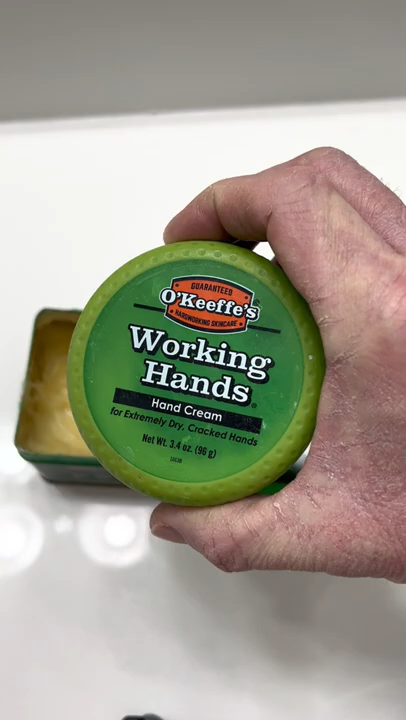 GUARANTEED
O'Keeffe's
HARDWORKING SKINCARE
Working
Hands®
Hand Cream
for Extremely Dry, Cracked Hands
Net Wt. 3.4 oz. (96 g)